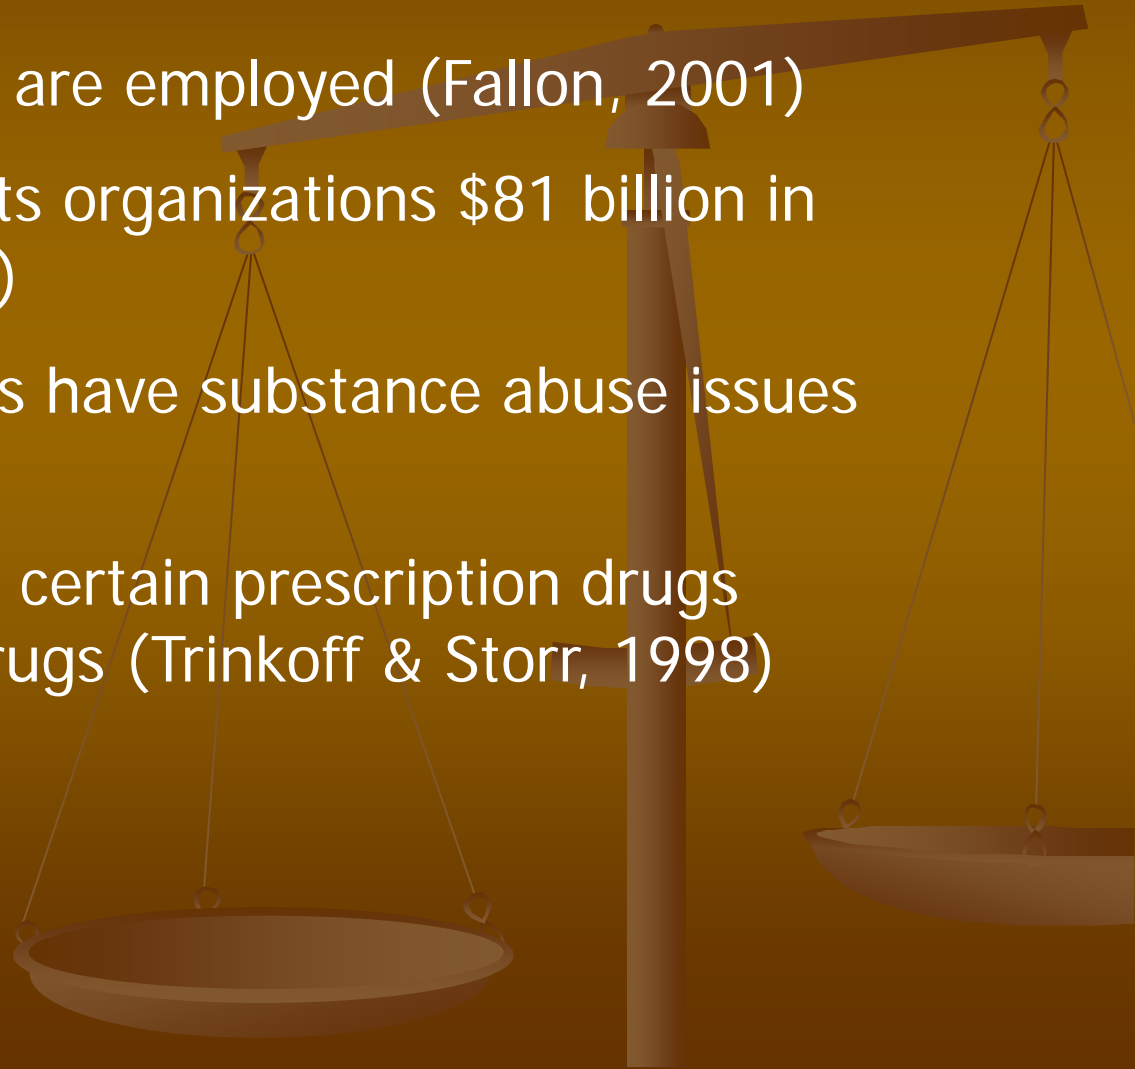 are employed (Fallon, 2001)
ts organizations $81 billion in
)
s have substance abuse issues
certain prescription drugs
rugs (Trinkoff & Storr, 1998)